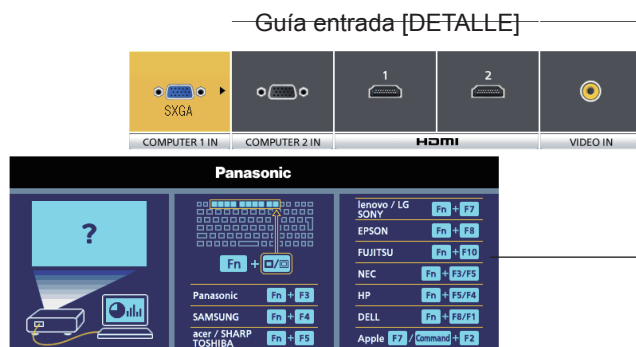 Guía entrada [DETALLE]
1 2
SXGA
COMPUTER 1 IN COMPUTER 2 IN HDMI VIDEO IN
Panasonic
?
Fn +
Panasonic Fn + F3
SAMSUNG Fn + F4
acer / SHARP
TOSHIBA Fn + F5
lenovo / LG
SONY Fn + F7
EPSON Fn + F8
FUJITSU Fn + F10
NEC Fn + F3/F5
HP Fn + F5/F4
DELL Fn + F8/F1
Apple F7 / Command + F2